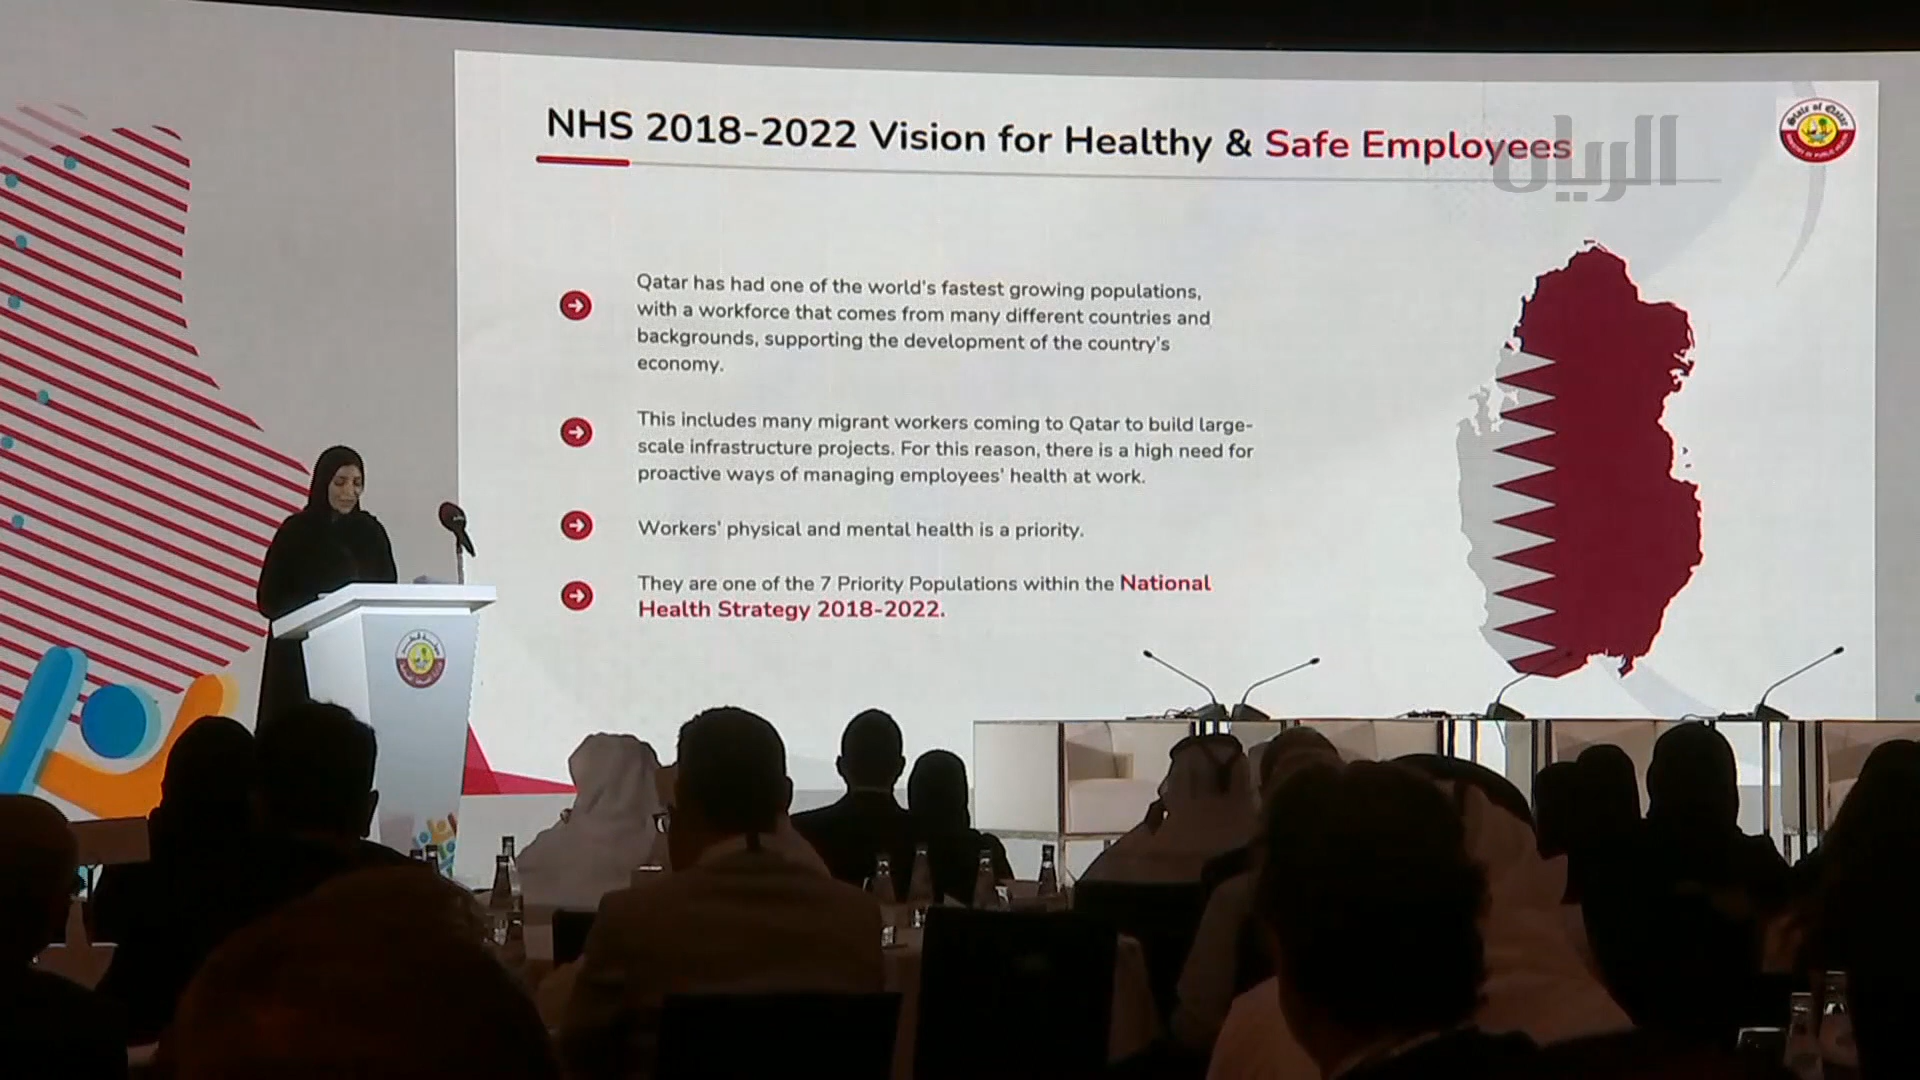 NHS 2018-2022 Vision for Healthy & Safe Employees
الريان
State of Qatar
Qatar has had one of the world's fastest growing populations,
with a workforce that comes from many different countries and
backgrounds, supporting the development of the country's
economy.
This includes many migrant workers coming to Qatar to build large-
scale infrastructure projects. For this reason, there is a high need for
proactive ways of managing employees' health at work.
Workers' physical and mental health is a priority.
They are one of the 7 Priority Populations within the National
Health Strategy 2018-2022.